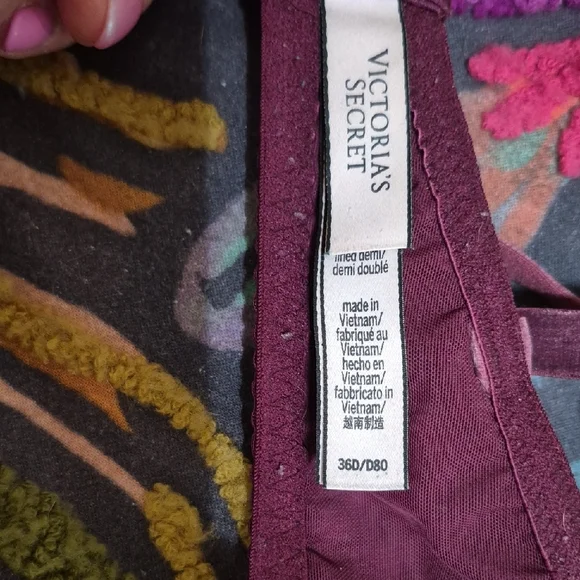 VICTORIA'S
SECRET
lined demi/
demi doublé
made in
Vietnam/
fabriqué au
Vietnam/
hecho en
Vietnam/
fabbricato in
Vietnam/
越南制造
36D/D80